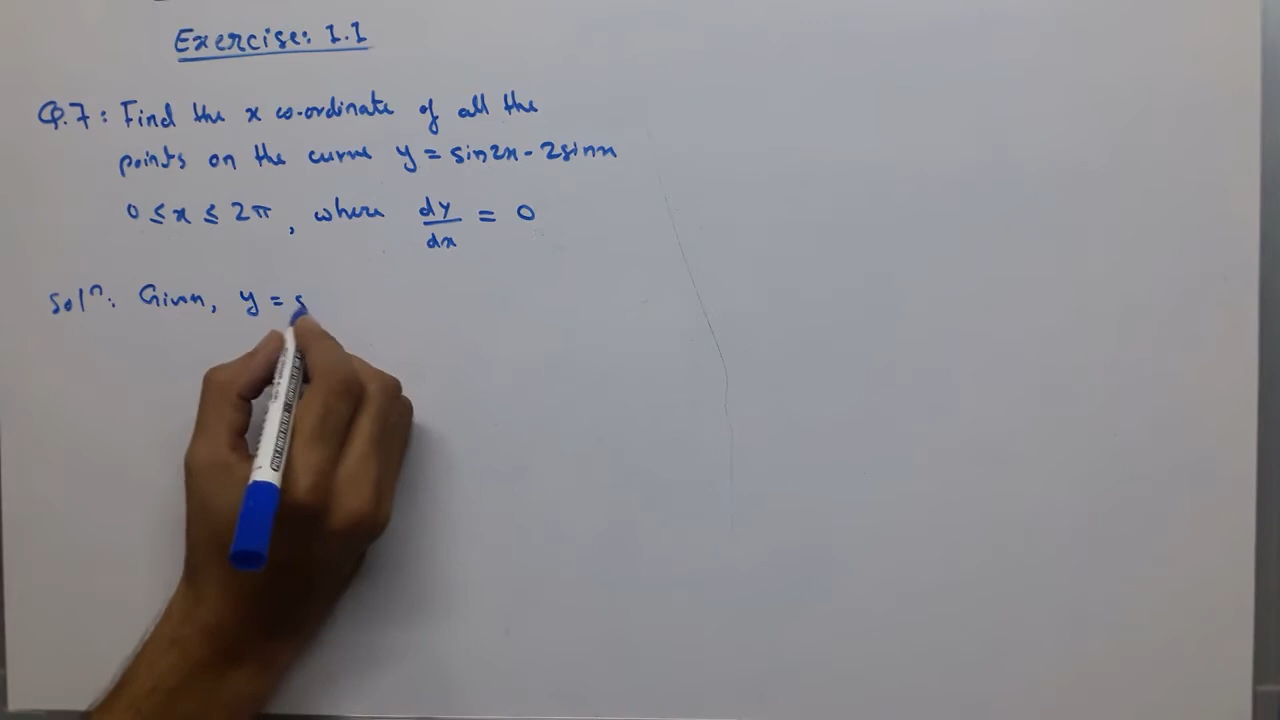 Exercise: 1.1
Q.7: Find the x co-ordinate of all the
points on the curve y = sin2x - 2sinx
0 ≤ x ≤ 2π, where dy/dx = 0
Solⁿ: Given, y = s